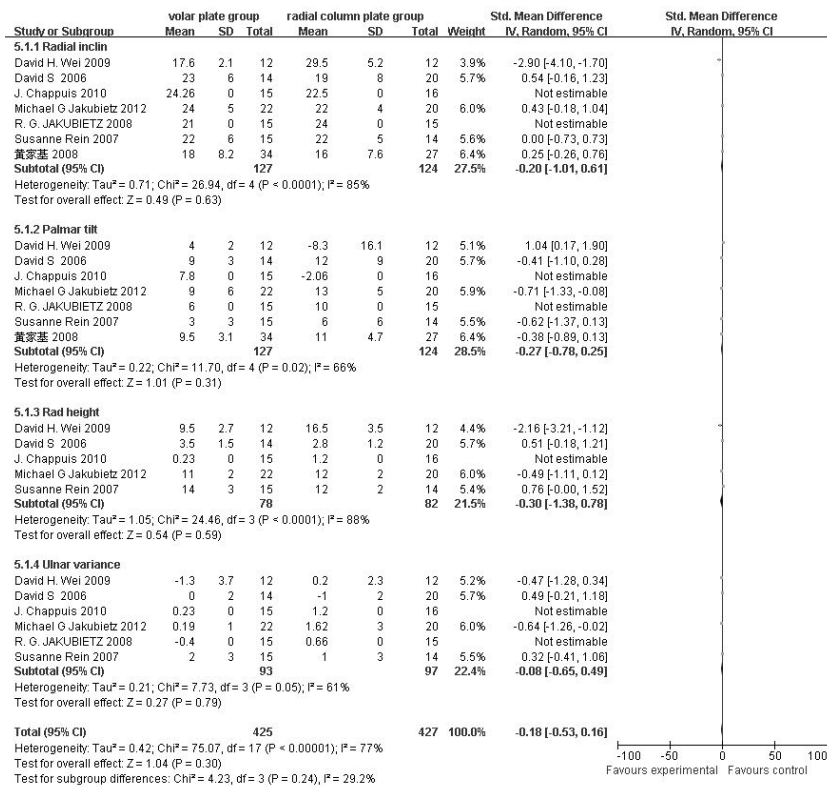 volar plate group radial column plate group Std. Mean Difference Std. Mean Difference
Study or Subgroup Mean SD Total Mean SD Total Weight IV, Random, 95% CI IV, Random, 95% CI
5.1.1 Radial inclin
David H. Wei 2009 17.6 2.1 12 29.5 5.2 12 3.9% -2.90 [-4.10, -1.70]
David S 2006 23 6 14 19 8 20 5.7% 0.54 [-0.16, 1.23]
J. Chappuis 2010 24.26 0 15 22.5 0 16 Not estimable
Michael G Jakubietz 2012 24 5 22 22 4 20 6.0% 0.43 [-0.18, 1.04]
R. G. JAKUBIETZ 2008 21 0 15 24 0 15 Not estimable
Susanne Rein 2007 22 6 15 22 5 14 5.6% 0.00 [-0.73, 0.73]
黄家基 2008 18 8.2 34 16 7.6 27 6.4% 0.25 [-0.26, 0.76]
Subtotal (95% CI) 127 124 27.5% -0.20 [-1.01, 0.61]
Heterogeneity: Tau² = 0.71; Chi² = 26.94, df = 4 (P < 0.0001); I² = 85%
Test for overall effect: Z = 0.49 (P = 0.63)
5.1.2 Palmar tilt
David H. Wei 2009 4 2 12 -8.3 16.1 12 5.1% 1.04 [0.17, 1.90]
David S 2006 9 3 14 12 9 20 5.7% -0.41 [-1.10, 0.28]
J. Chappuis 2010 7.8 0 15 -2.06 0 16 Not estimable
Michael G Jakubietz 2012 9 6 22 13 5 20 5.9% -0.71 [-1.33, -0.08]
R. G. JAKUBIETZ 2008 6 0 15 10 0 15 Not estimable
Susanne Rein 2007 3 3 15 6 6 14 5.5% -0.62 [-1.37, 0.13]
黄家基 2008 9.5 3.1 34 11 4.7 27 6.4% -0.38 [-0.89, 0.13]
Subtotal (95% CI) 127 124 28.5% -0.27 [-0.78, 0.25]
Heterogeneity: Tau² = 0.22; Chi² = 11.70, df = 4 (P = 0.02); I² = 66%
Test for overall effect: Z = 1.01 (P = 0.31)
5.1.3 Rad height
David H. Wei 2009 9.5 2.7 12 16.5 3.5 12 4.4% -2.16 [-3.21, -1.12]
David S 2006 3.5 1.5 14 2.8 1.2 20 5.7% 0.51 [-0.18, 1.21]
J. Chappuis 2010 0.23 0 15 1.2 0 16 Not estimable
Michael G Jakubietz 2012 11 2 22 12 2 20 6.0% -0.49 [-1.11, 0.12]
Susanne Rein 2007 14 3 15 12 2 14 5.4% 0.76 [-0.00, 1.52]
Subtotal (95% CI) 78 82 21.5% -0.30 [-1.38, 0.78]
Heterogeneity: Tau² = 1.05; Chi² = 24.46, df = 3 (P < 0.0001); I² = 88%
Test for overall effect: Z = 0.54 (P = 0.59)
5.1.4 Ulnar variance
David H. Wei 2009 -1.3 3.7 12 0.2 2.3 12 5.2% -0.47 [-1.28, 0.34]
David S 2006 0 2 14 -1 2 20 5.7% 0.49 [-0.21, 1.18]
J. Chappuis 2010 0.23 0 15 1.2 0 16 Not estimable
Michael G Jakubietz 2012 0.19 1 22 1.62 3 20 6.0% -0.64 [-1.26, -0.02]
R. G. JAKUBIETZ 2008 -0.4 0 15 0.66 0 15 Not estimable
Susanne Rein 2007 2 3 15 1 3 14 5.5% 0.32 [-0.41, 1.06]
Subtotal (95% CI) 93 97 22.4% -0.08 [-0.65, 0.49]
Heterogeneity: Tau² = 0.21; Chi² = 7.73, df = 3 (P = 0.05); I² = 61%
Test for overall effect: Z = 0.27 (P = 0.79)
Total (95% CI) 425 427 100.0% -0.18 [-0.53, 0.16]
Heterogeneity: Tau² = 0.42; Chi² = 75.07, df = 17 (P < 0.00001); I² = 77%
Test for overall effect: Z = 1.04 (P = 0.30)
Test for subgroup differences: Chi² = 4.23, df = 3 (P = 0.24), I² = 29.2%
-100 -50 0 50 100
Favours experimental Favours control